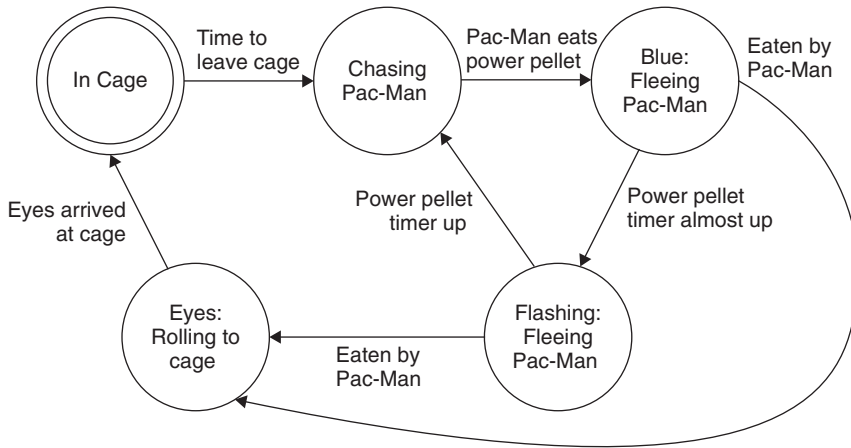 In Cage
Time to
leave cage
Chasing
Pac-Man
Pac-Man eats
power pellet
Blue:
Fleeing
Pac-Man
Eaten by
Pac-Man
Eyes arrived
at cage
Power pellet
timer up
Power pellet
timer almost up
Eyes:
Rolling to
cage
Eaten by
Pac-Man
Flashing:
Fleeing
Pac-Man